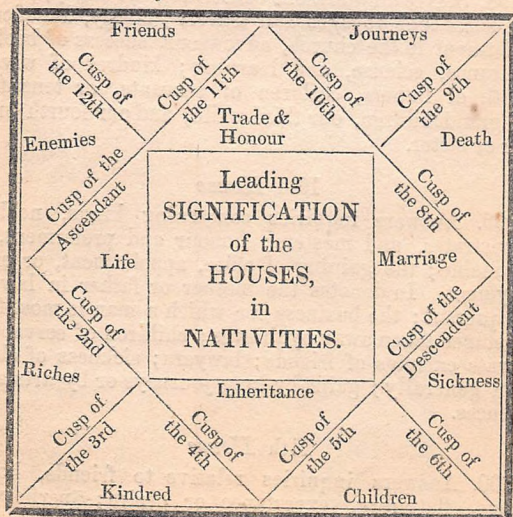 Friends
Journeys
Cusp of
the 12th
Cusp of
the 11th
Cusp of
the 10th
Cusp of
the 9th
Trade &
Honour
Enemies
Death
Cusp of the
Ascendant
Cusp of
the 8th
Leading
SIGNIFICATION
of the
HOUSES,
in
NATIVITIES.
Life
Marriage
Cusp of
the 2nd
Cusp of the
Descendent
Riches
Inheritance
Sickness
Cusp of
the 3rd
Cusp of
the 4th
Cusp of
the 5th
Cusp of
the 6th
Kindred
Children